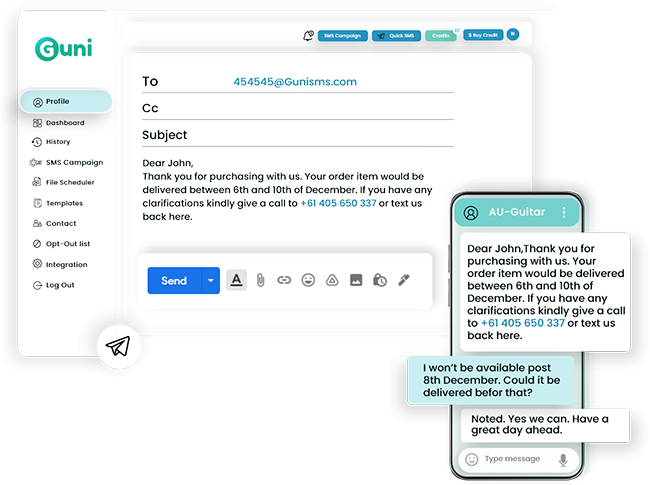 Guni
SMS Campaign
Quick SMS
Credits
$ Buy Credit
Profile
Dashboard
History
SMS Campaign
File Scheduler
Templates
Contact
Opt-Out list
Integration
Log Out
To 454545@Gunisms.com
Cc
Subject
Dear John,
Thank you for purchasing with us. Your order item would be
delivered between 6th and 10th of December. If you have any
clarifications kindly give a call to +61 405 650 337 or text us
back here.
Send
A
AU-Guitar
Dear John,Thank you for
purchasing with us. Your
order item would be delivered
between 6th and 10th of
December. If you have any
clarifications kindly give a call
to +61 405 650 337 or text us
back here.
I won't be available post
8th December. Could it be
delivered befor that?
Noted. Yes we can. Have a
great day ahead.
Type message